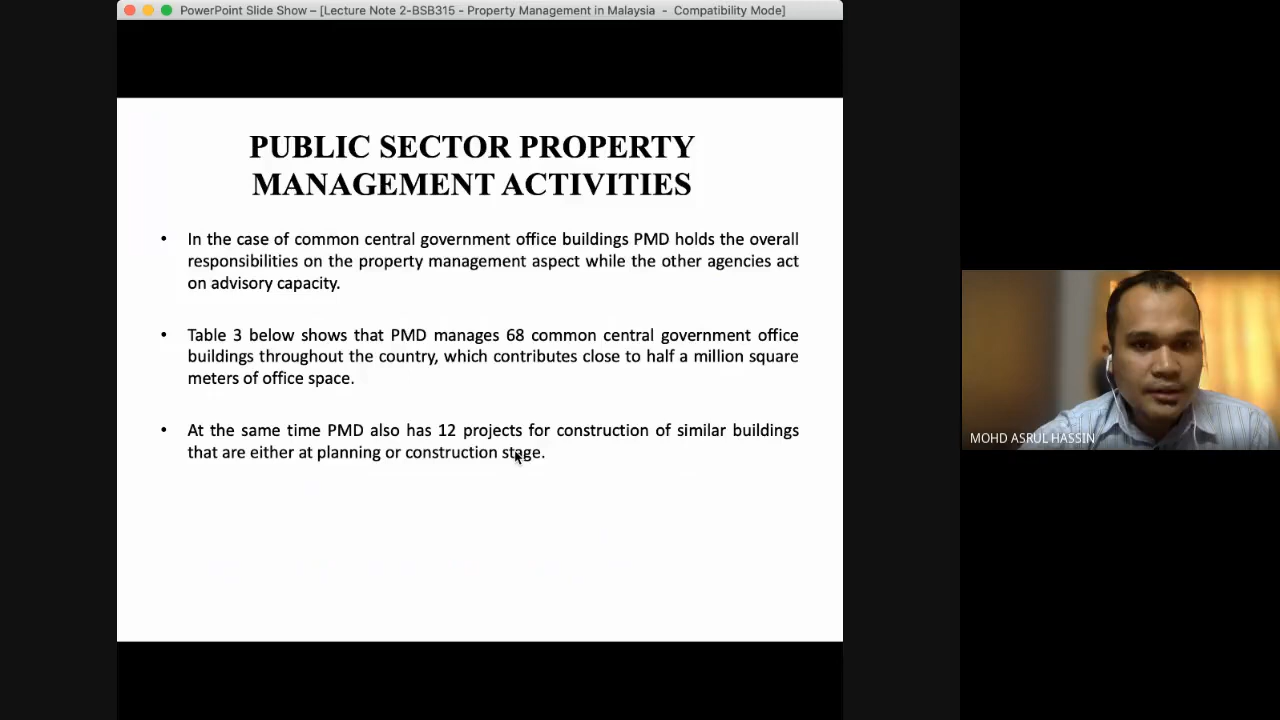 PowerPoint Slide Show – [Lecture Note 2-BSB315 - Property Management in Malaysia - Compatibility Mode]
PUBLIC SECTOR PROPERTY
MANAGEMENT ACTIVITIES
• In the case of common central government office buildings PMD holds the overall
responsibilities on the property management aspect while the other agencies act
on advisory capacity.
• Table 3 below shows that PMD manages 68 common central government office
buildings throughout the country, which contributes close to half a million square
meters of office space.
• At the same time PMD also has 12 projects for construction of similar buildings
that are either at planning or construction stage.
MOHD ASRUL HASSIN